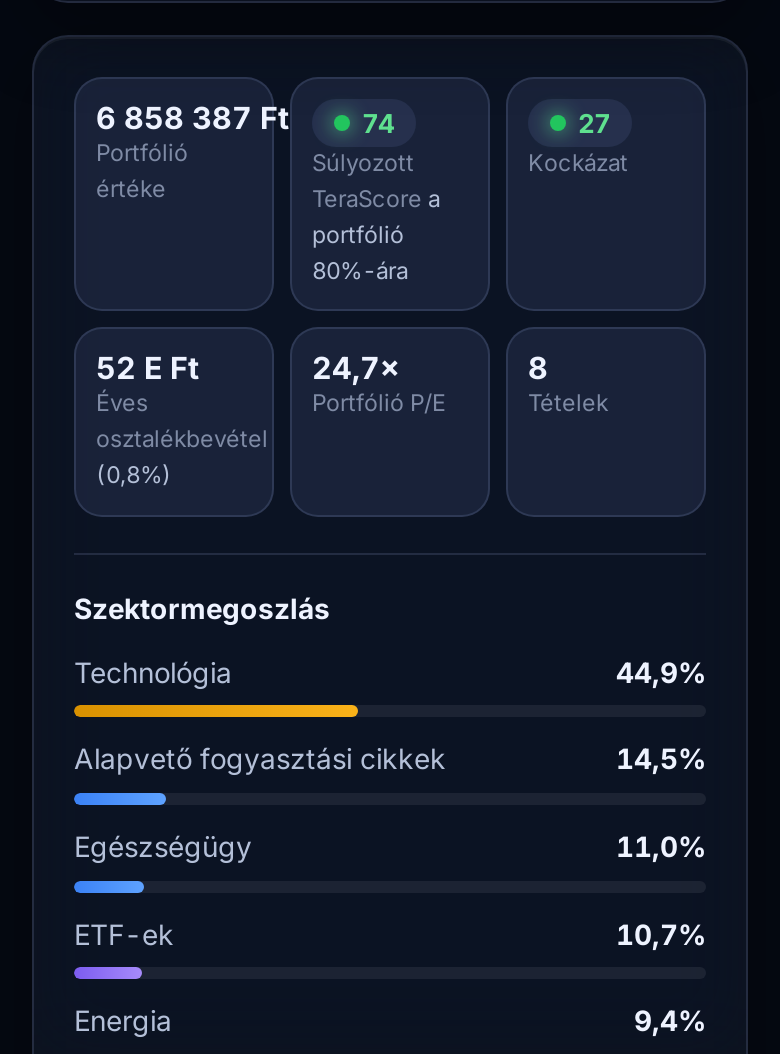 6 858 387 Ft
Portfólió
értéke
74
Súlyozott
TeraScore a
portfólió
80%-ára
27
Kockázat
52 E Ft
Éves
osztalékbevétel
(0,8%)
24,7×
Portfólió P/E
8
Tételek
Szektormegoszlás
Technológia 44,9%
Alapvető fogyasztási cikkek 14,5%
Egészségügy 11,0%
ETF-ek 10,7%
Energia 9,4%